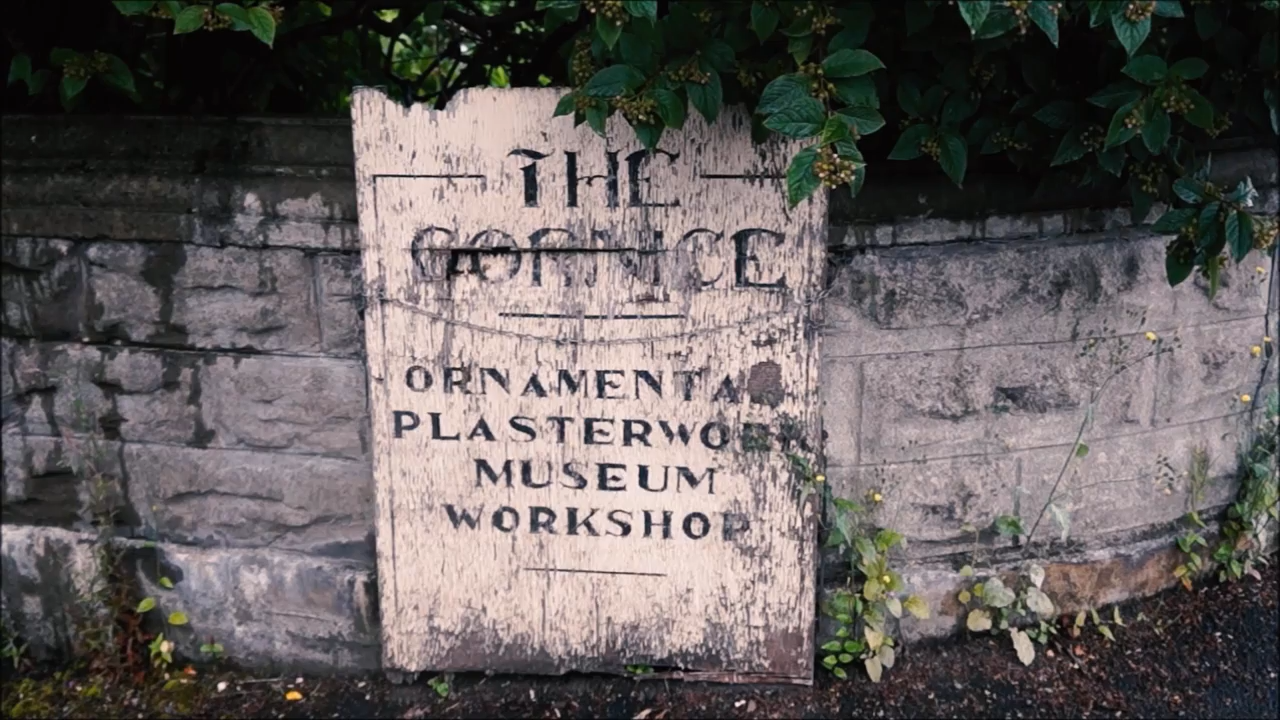 THE
CORNICE
ORNAMENTAL
PLASTERWORK
MUSEUM
WORKSHOP